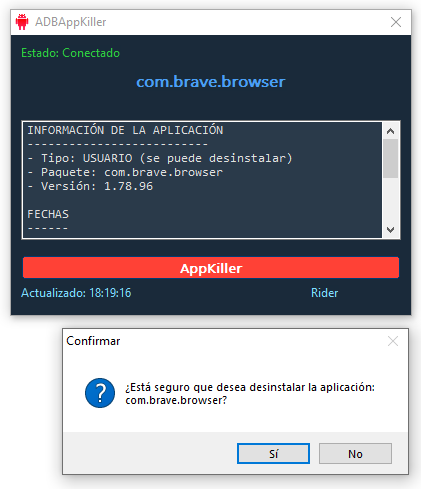 ADBAppKiller
Estado: Conectado
com.brave.browser
INFORMACIÓN DE LA APLICACIÓN
--------------------------
- Tipo: USUARIO (se puede desinstalar)
- Paquete: com.brave.browser
- Versión: 1.78.96
FECHAS
------
AppKiller
Actualizado: 18:19:16 Rider
Confirmar
¿Está seguro que desea desinstalar la aplicación:
com.brave.browser?
Sí No